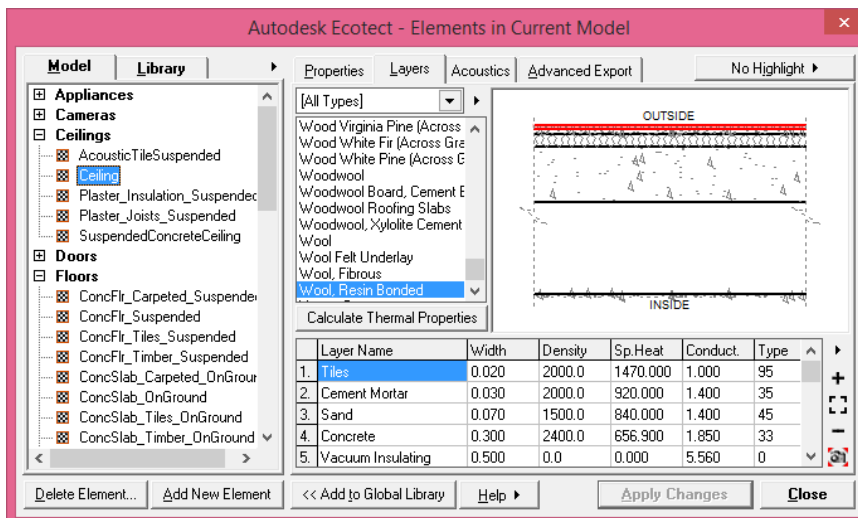 Autodesk Ecotect - Elements in Current Model
Model Library
Appliances
Cameras
Ceilings
AcousticTileSuspended
Ceiling
Plaster_Insulation_Suspended
Plaster_Joists_Suspended
SuspendedConcreteCeiling
Doors
Floors
ConcFlr_Carpeted_Suspende
ConcFlr_Suspended
ConcFlr_Tiles_Suspended
ConcFlr_Timber_Suspended
ConcSlab_Carpeted_OnGrour
ConcSlab_OnGround
ConcSlab_Tiles_OnGround
ConcSlab_Timber_OnGround
Delete Element... Add New Element
Properties Layers Acoustics Advanced Export No Highlight
[All Types]
Wood Virginia Pine (Across
Wood White Fir (Across Gra
Wood White Pine (Across G
Woodwool
Woodwool Board, Cement B
Woodwool Roofing Slabs
Woodwool, Xylolite Cement
Wool
Wool Felt Underlay
Wool, Fibrous
Wool, Resin Bonded
Calculate Thermal Properties
OUTSIDE
INSIDE
Layer Name Width Density Sp.Heat Conduct. Type
1. Tiles 0.020 2000.0 1470.000 1.000 95
2. Cement Mortar 0.030 2000.0 920.000 1.400 35
3. Sand 0.070 1500.0 840.000 1.400 45
4. Concrete 0.300 2400.0 656.900 1.850 33
5. Vacuum Insulating 0.500 0.0 0.000 5.560 0
<< Add to Global Library Help Apply Changes Close